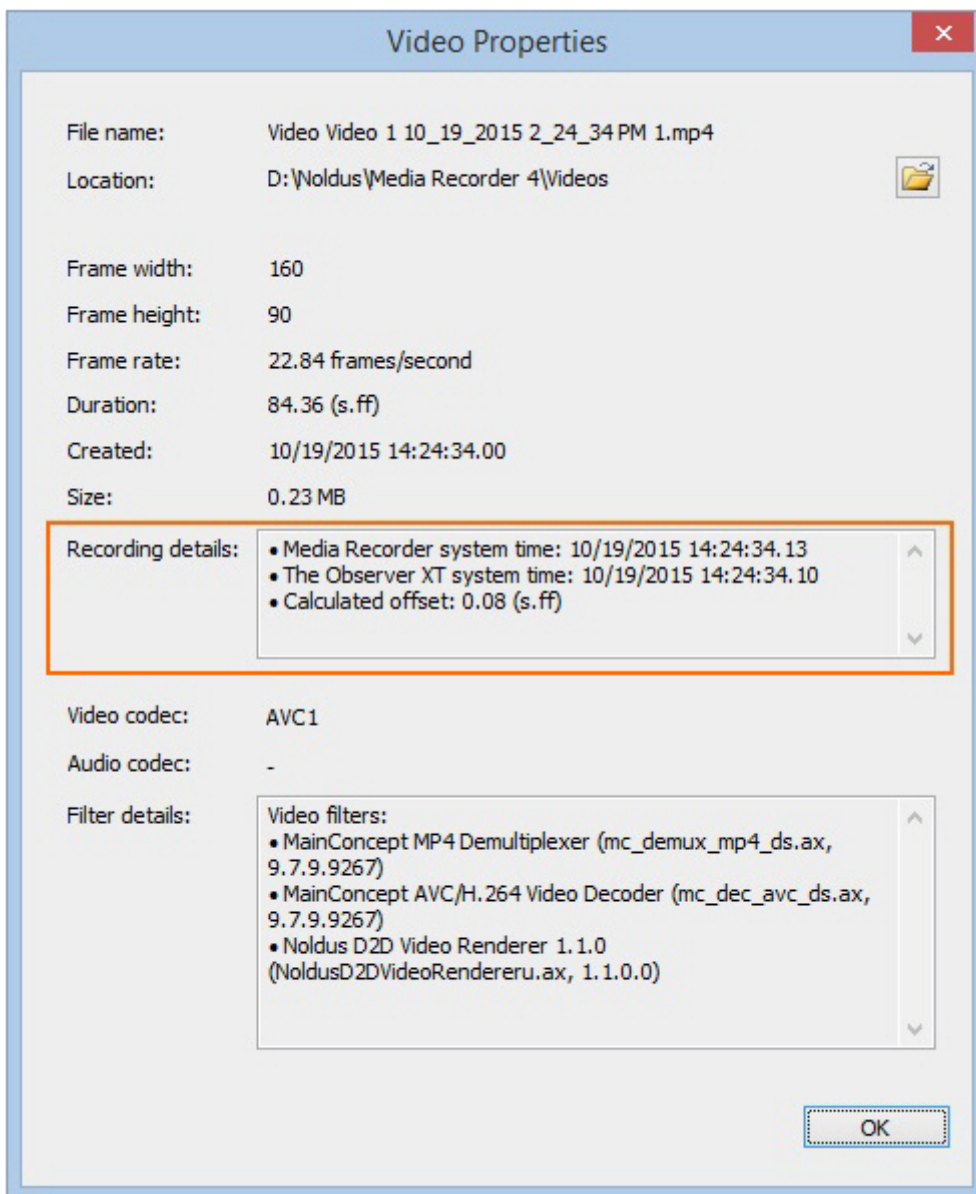 Video Properties
File name: Video Video 1 10_19_2015 2_24_34 PM 1.mp4
Location: D:\Noldus\Media Recorder 4\Videos
Frame width: 160
Frame height: 90
Frame rate: 22.84 frames/second
Duration: 84.36 (s.ff)
Created: 10/19/2015 14:24:34.00
Size: 0.23 MB
Recording details: • Media Recorder system time: 10/19/2015 14:24:34.13
• The Observer XT system time: 10/19/2015 14:24:34.10
• Calculated offset: 0.08 (s.ff)
Video codec: AVC1
Audio codec: -
Filter details: Video filters:
• MainConcept MP4 Demultiplexer (mc_demux_mp4_ds.ax,
9.7.9.9267)
• MainConcept AVC/H.264 Video Decoder (mc_dec_avc_ds.ax,
9.7.9.9267)
• Noldus D2D Video Renderer 1.1.0
(NoldusD2DVideoRendereru.ax, 1.1.0.0)
OK